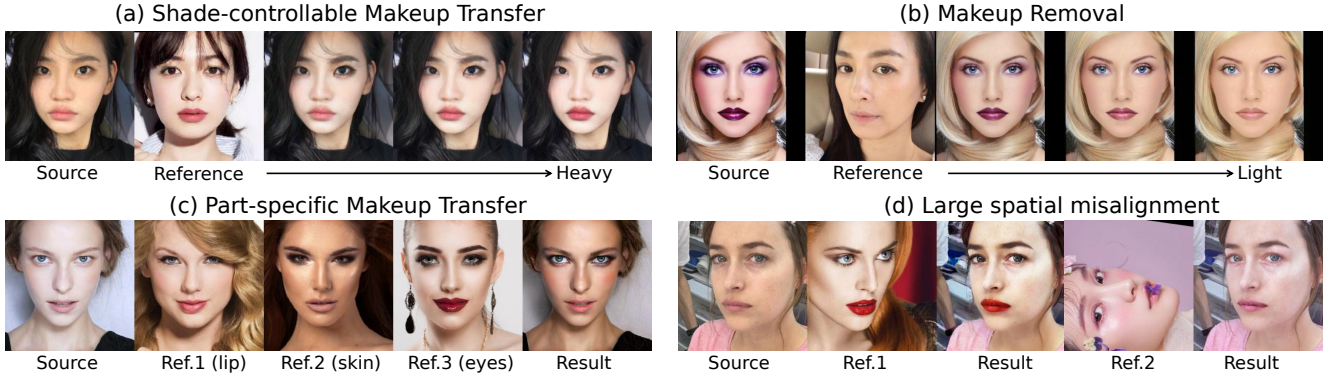 (a) Shade-controllable Makeup Transfer
(b) Makeup Removal
Source Reference Heavy
Source Reference Light
(c) Part-specific Makeup Transfer
(d) Large spatial misalignment
Source Ref.1 (lip) Ref.2 (skin) Ref.3 (eyes) Result
Source Ref.1 Result Ref.2 Result